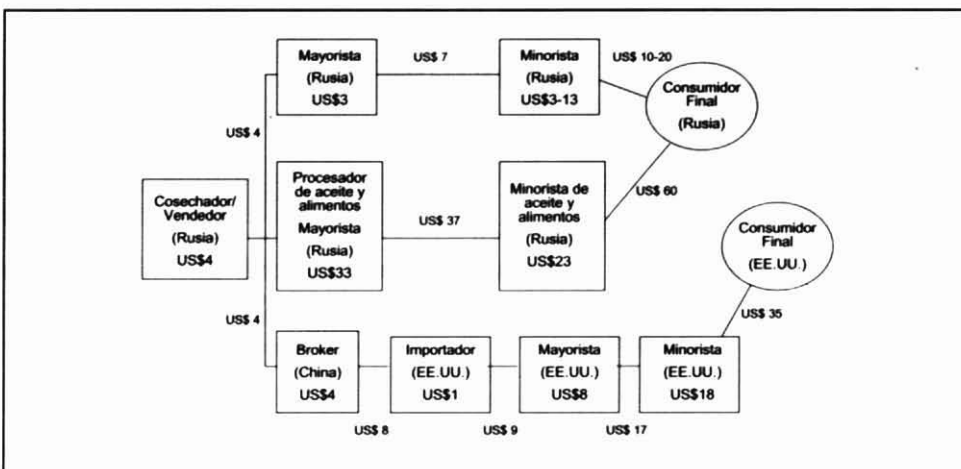 Mayorista
(Rusia)
US$3
US$ 7
Minorista
(Rusia)
US$3-13
US$ 10-20
Consumidor
Final
(Rusia)
US$ 4
Cosechador/
Vendedor
(Rusia)
US$4
Procesador
de aceite y
alimentos
Mayorista
(Rusia)
US$33
US$ 37
Minorista de
aceite y
alimentos
(Rusia)
US$23
US$ 60
Consumidor
Final
(EE.UU.)
US$ 4
US$ 35
Broker
(China)
US$4
Importador
(EE.UU.)
US$1
Mayorista
(EE.UU.)
US$8
Minorista
(EE.UU.)
US$18
US$ 8
US$ 9
US$ 17